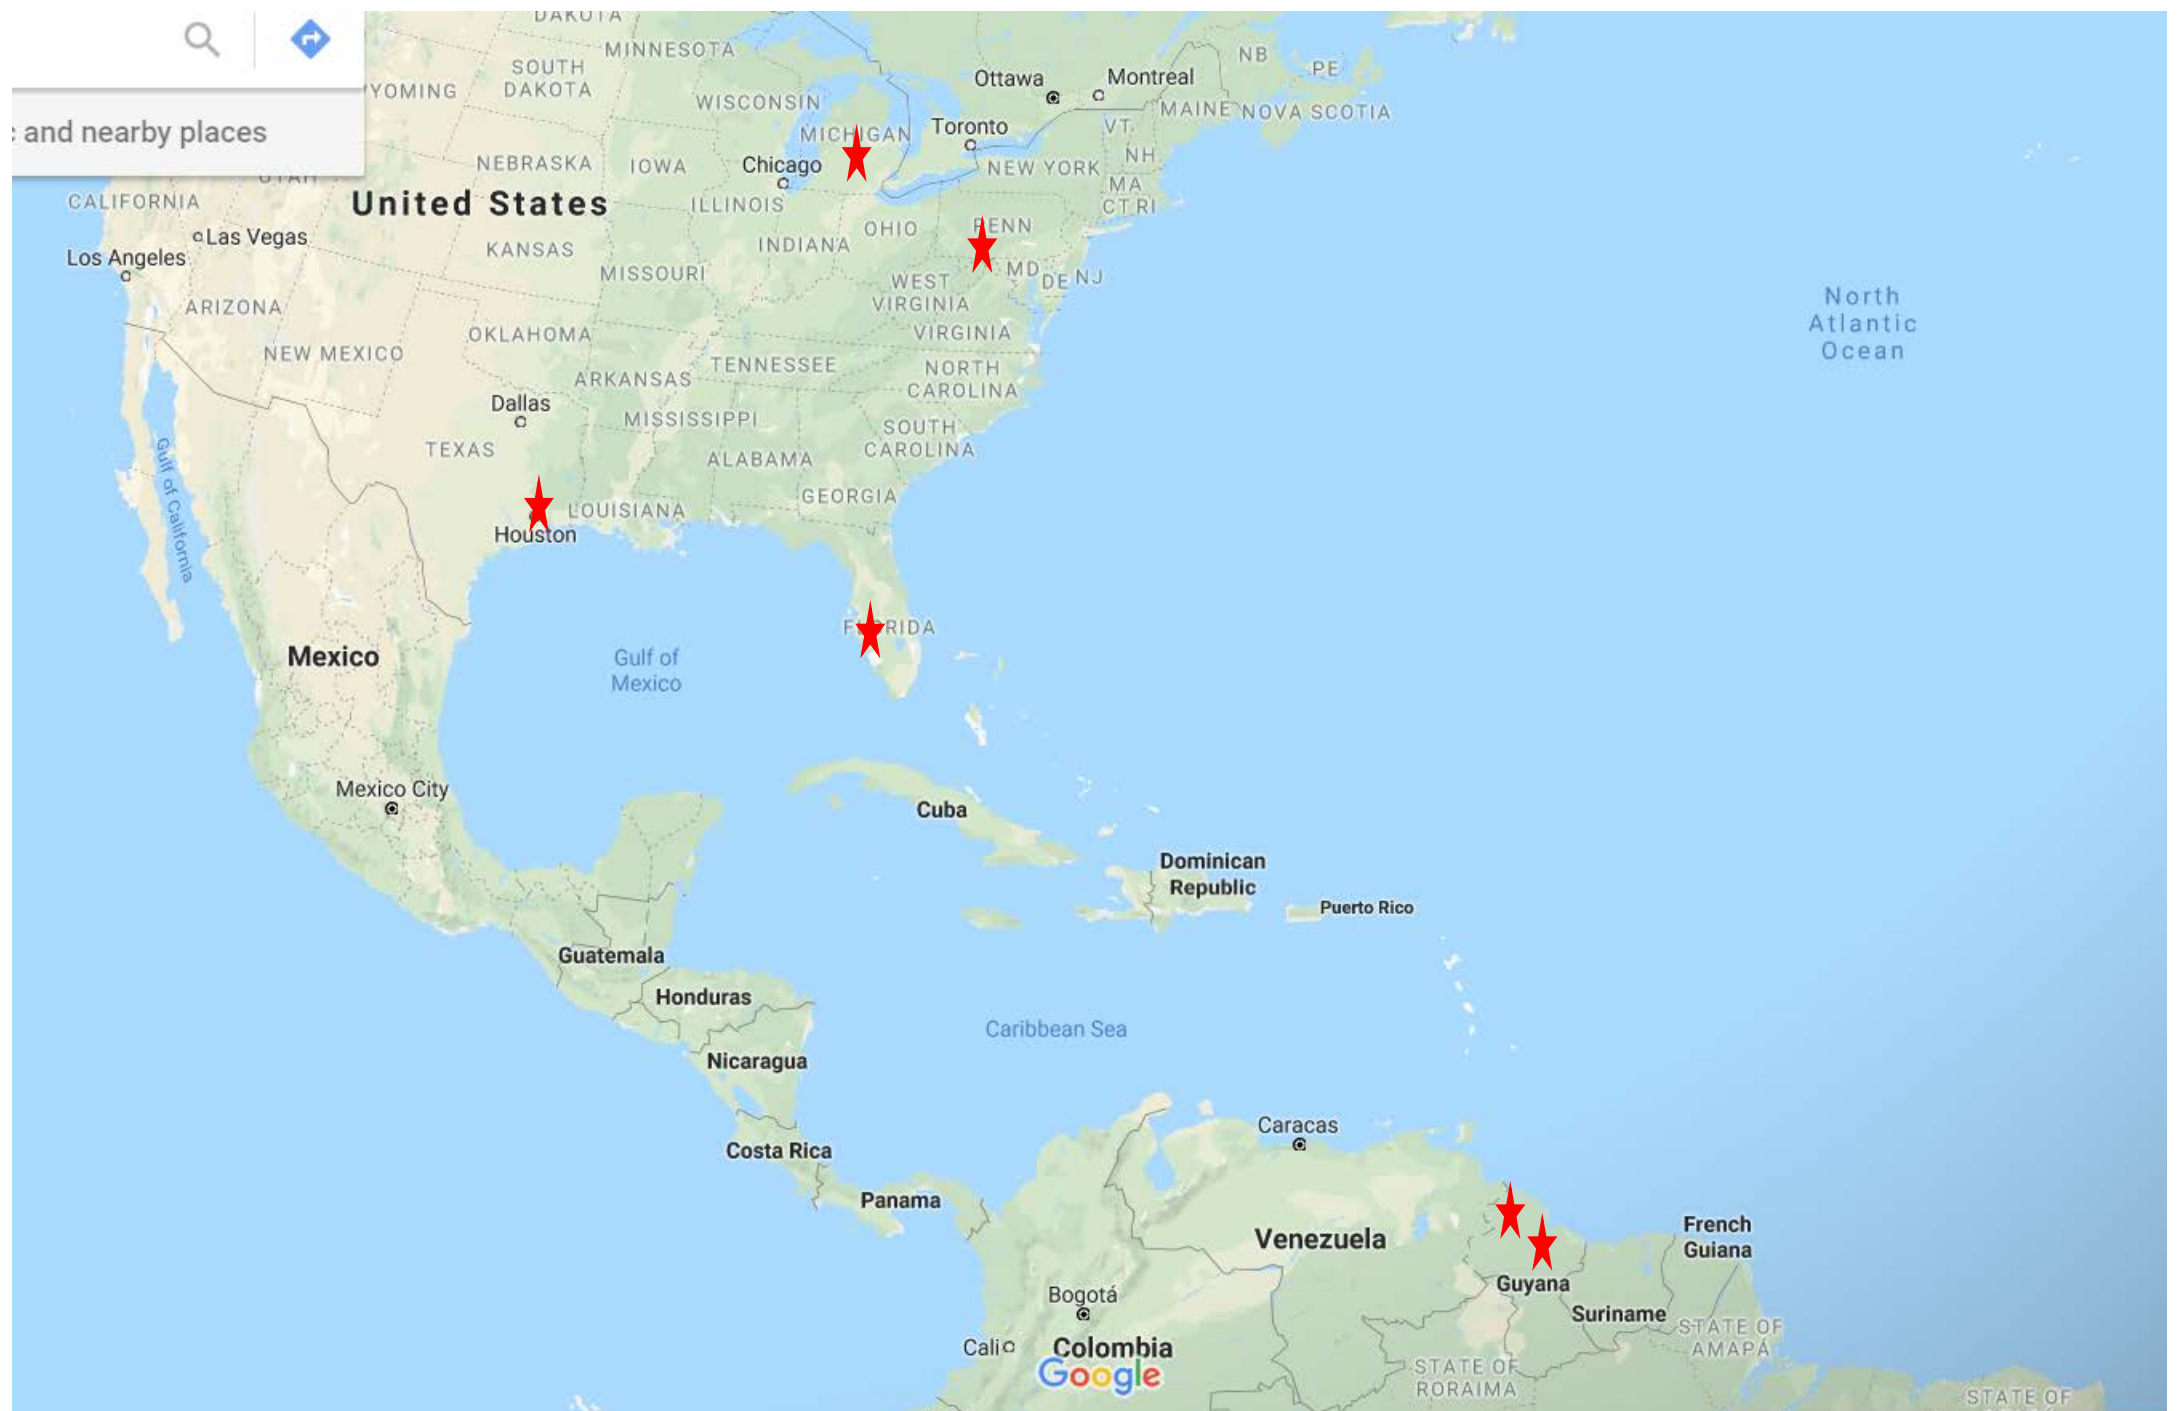 DAKOTA
MINNESOTA
SOUTH
DAKOTA
WISCONSIN
Ottawa
Montreal
NB
PE
MAINE
NOVA SCOTIA
YOMING
and nearby places
MICHIGAN
Toronto
VT.
NH
NEW YORK
MA
CT RI
NEBRASKA
IOWA
Chicago
UTAH
CALIFORNIA
United States
ILLINOIS
OHIO
PENN
Las Vegas
KANSAS
INDIANA
Los Angeles
MISSOURI
WEST
VIRGINIA
MD
DE NJ
ARIZONA
VIRGINIA
North
Atlantic
Ocean
OKLAHOMA
NEW MEXICO
TENNESSEE
NORTH
CAROLINA
ARKANSAS
Dallas
MISSISSIPPI
SOUTH
CAROLINA
TEXAS
ALABAMA
Gulf of California
GEORGIA
LOUISIANA
Houston
FLORIDA
Mexico
Gulf of
Mexico
Mexico City
Cuba
Dominican
Republic
Puerto Rico
Guatemala
Honduras
Caribbean Sea
Nicaragua
Caracas
Costa Rica
Panama
Venezuela
French
Guiana
Guyana
Bogotá
Suriname
Cali
Colombia
STATE OF
AMAPÁ
Google
STATE OF
RORAIMA
STATE OF